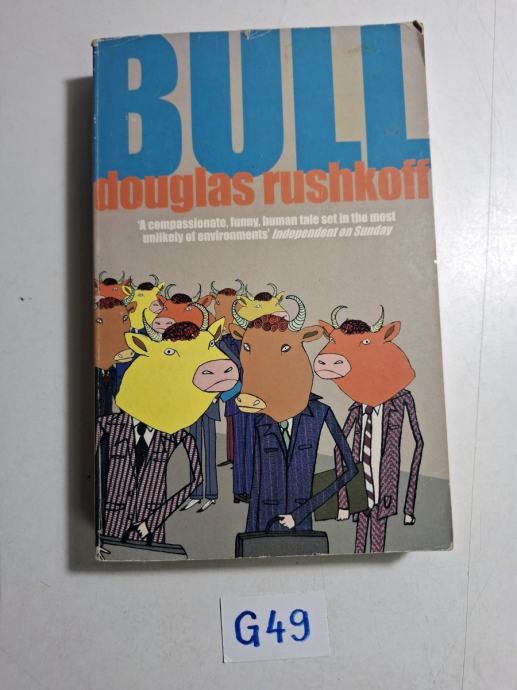 BULL
douglas rushkoff
'A compassionate, funny, human tale set in the most
unlikely of environments' Independent on Sunday
G49